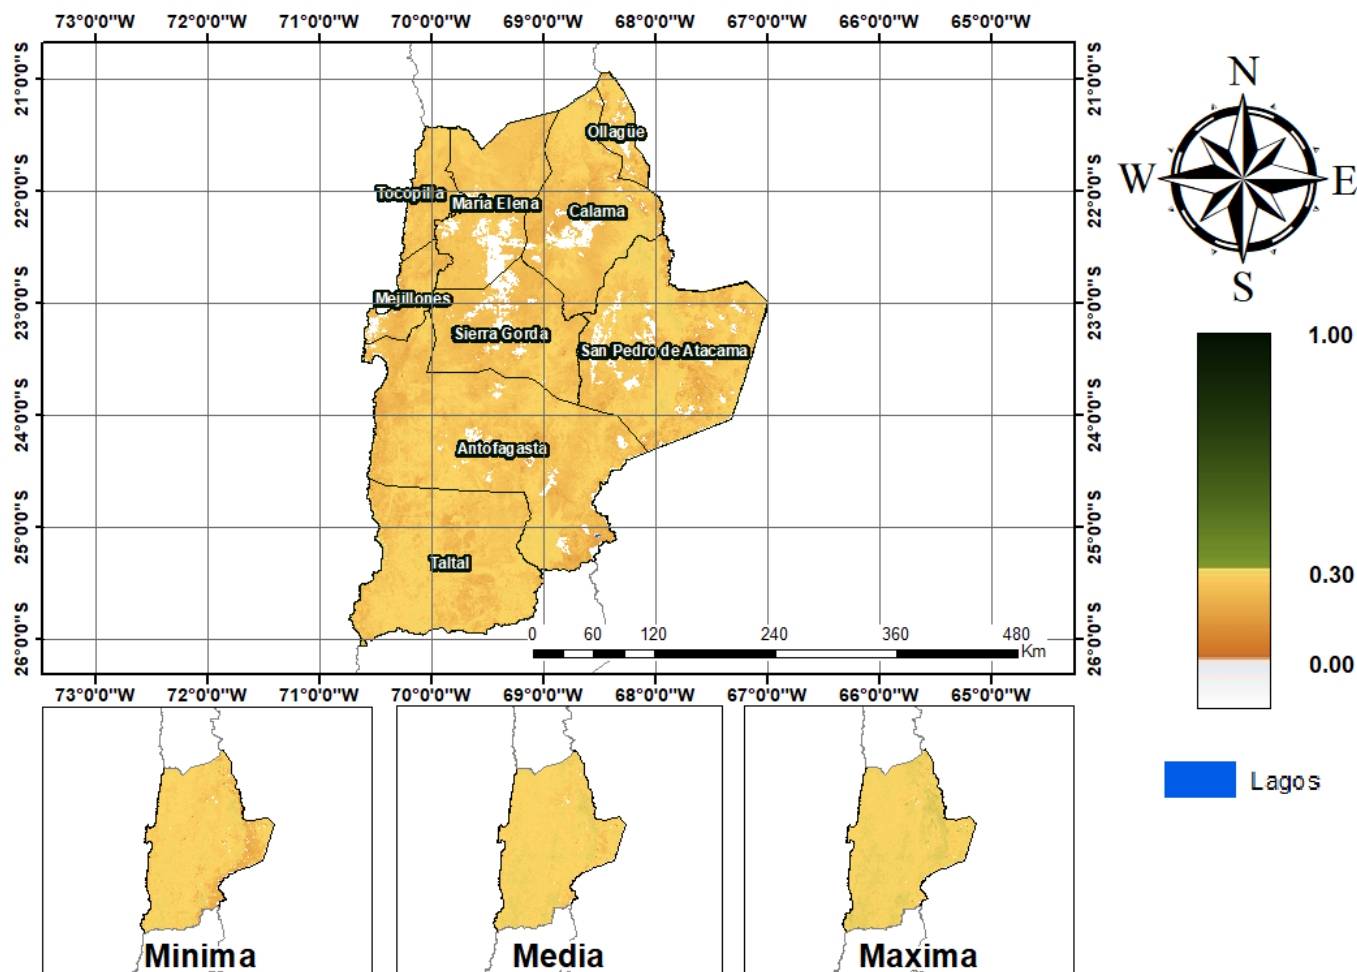 73°0'0"W 72°0'0"W 71°0'0"W 70°0'0"W 69°0'0"W 68°0'0"W 67°0'0"W 66°0'0"W 65°0'0"W
21°0'0"S 21°0'0"S
22°0'0"S 22°0'0"S
23°0'0"S 23°0'0"S
24°0'0"S 24°0'0"S
25°0'0"S 25°0'0"S
26°0'0"S 26°0'0"S
Ollagüe
Tocopilla
María Elena
Calama
Mejillones
Sierra Gorda
San Pedro de Atacama
Antofagasta
Taltal
0 60 120 240 360 480
Km
73°0'0"W 72°0'0"W 71°0'0"W 70°0'0"W 69°0'0"W 68°0'0"W 67°0'0"W 66°0'0"W 65°0'0"W
N
W E
S
1.00
0.30
0.00
Lagos
Minima
Media
Maxima